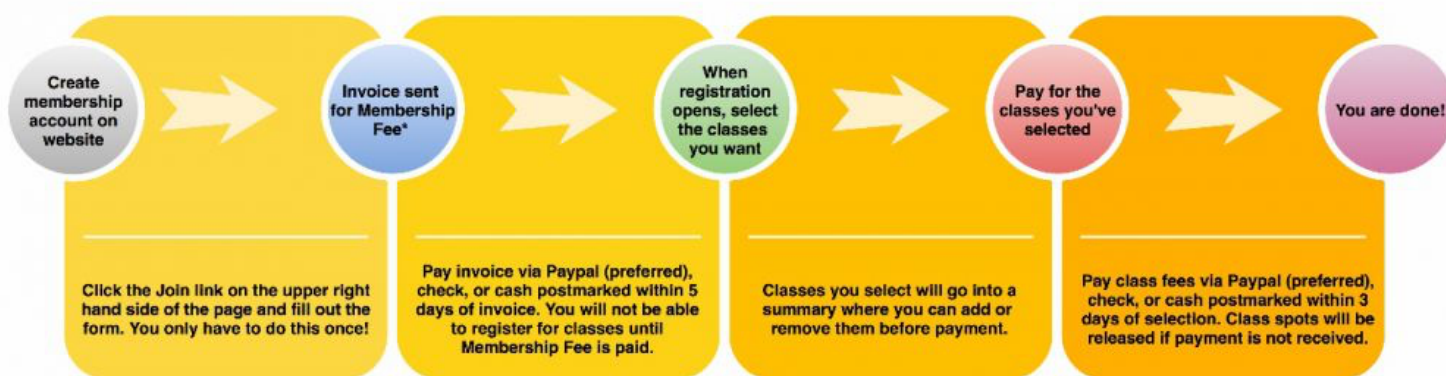 Create
membership
account on
website
Invoice sent
for Membership
Fee*
When
registration
opens, select
the classes
you want
Pay for the
classes you've
selected
You are done!
Click the Join link on the upper right
hand side of the page and fill out the
form. You only have to do this once!
Pay invoice via Paypal (preferred),
check, or cash postmarked within 5
days of invoice. You will not be able
to register for classes until
Membership Fee is paid.
Classes you select will go into a
summary where you can add or
remove them before payment.
Pay class fees via Paypal (preferred),
check, or cash postmarked within 3
days of selection. Class spots will be
released if payment is not received.